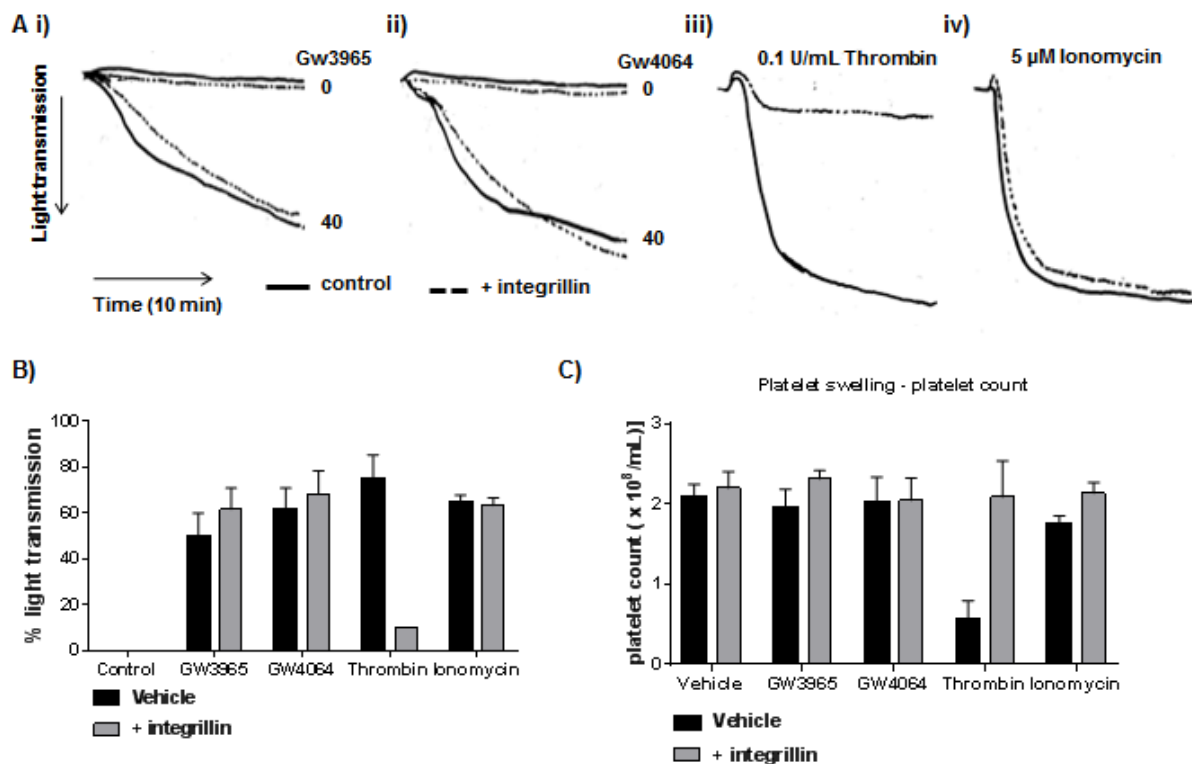 A i)
ii)
iii)
iv)
Gw3965
0
40
Gw4064
0
40
0.1 U/mL Thrombin
5 µM Ionomycin
Light transmission
Time (10 min)
control
+ integrillin
B)
% light transmission
100
80
60
40
20
0
Control
GW3965
GW4064
Thrombin
Ionomycin
Vehicle
+ integrillin
C)
Platelet swelling - platelet count
platelet count ( x 10⁸/mL)]
3
2
1
0
Vehicle
GW3965
GW4064
Thrombin
Ionomycin
Vehicle
+ integrillin